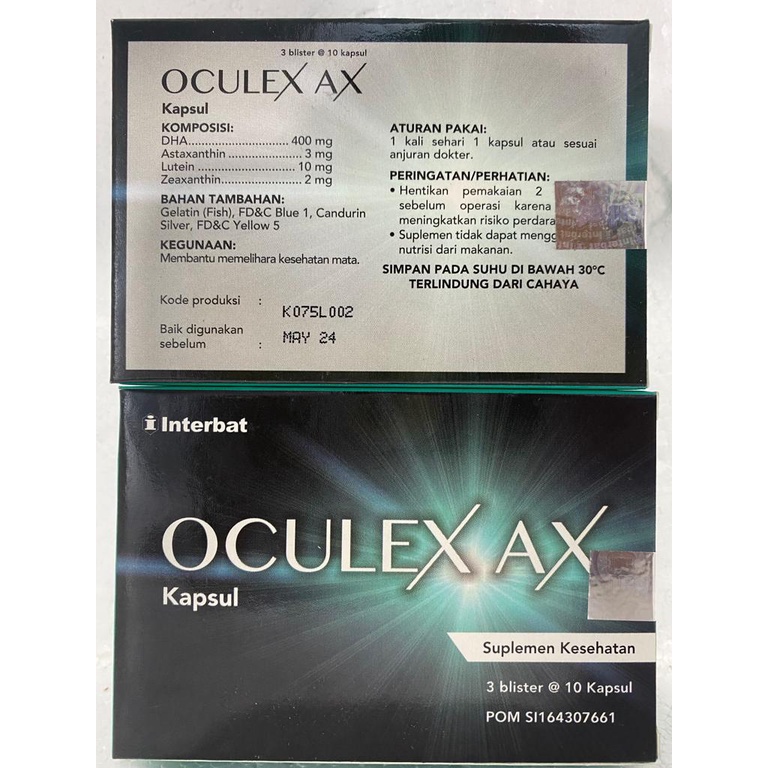 3 blister @ 10 kapsul
OCULEX AX
Kapsul
KOMPOSISI:
DHA.............................. 400 mg
Astaxanthin ..................... 3 mg
Lutein ............................. 10 mg
Zeaxanthin........................ 2 mg
BAHAN TAMBAHAN:
Gelatin (Fish), FD&C Blue 1, Candurin
Silver, FD&C Yellow 5
KEGUNAAN:
Membantu memelihara kesehatan mata.
Kode produksi : K075L002
Baik digunakan
sebelum : MAY 24
ATURAN PAKAI:
1 kali sehari 1 kapsul atau sesuai
anjuran dokter.
PERINGATAN/PERHATIAN:
• Hentikan pemakaian 2
sebelum operasi karena
meningkatkan risiko
• Suplemen tidak dapat
nutrisi dari makanan.
SIMPAN PADA SUHU DI BAWAH 30°C
TERLINDUNG DARI CAHAYA
Interbat
OCULEX AX
Kapsul
Suplemen Kesehatan
3 blister @ 10 Kapsul
POM SI164307661